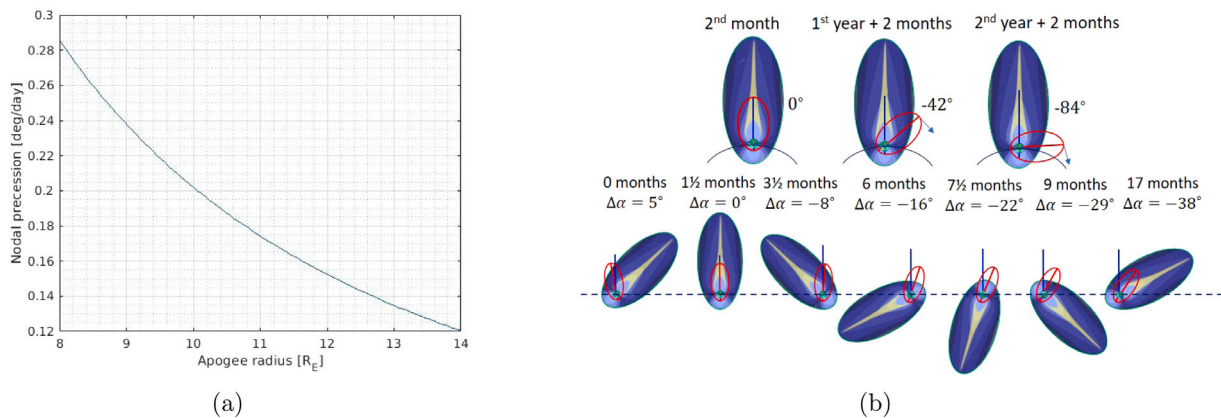 0.3
0.28
0.26
0.24
0.22
0.2
0.18
0.16
0.14
0.12
Nodal precession [deg/day]
8 9 10 11 12 13 14
Apogee radius [R_E]
(a)
2nd month 1st year + 2 months 2nd year + 2 months
0° -42° -84°
0 months 1½ months 3½ months 6 months 7½ months 9 months 17 months
Δα = 5° Δα = 0° Δα = −8° Δα = −16° Δα = −22° Δα = −29° Δα = −38°
(b)